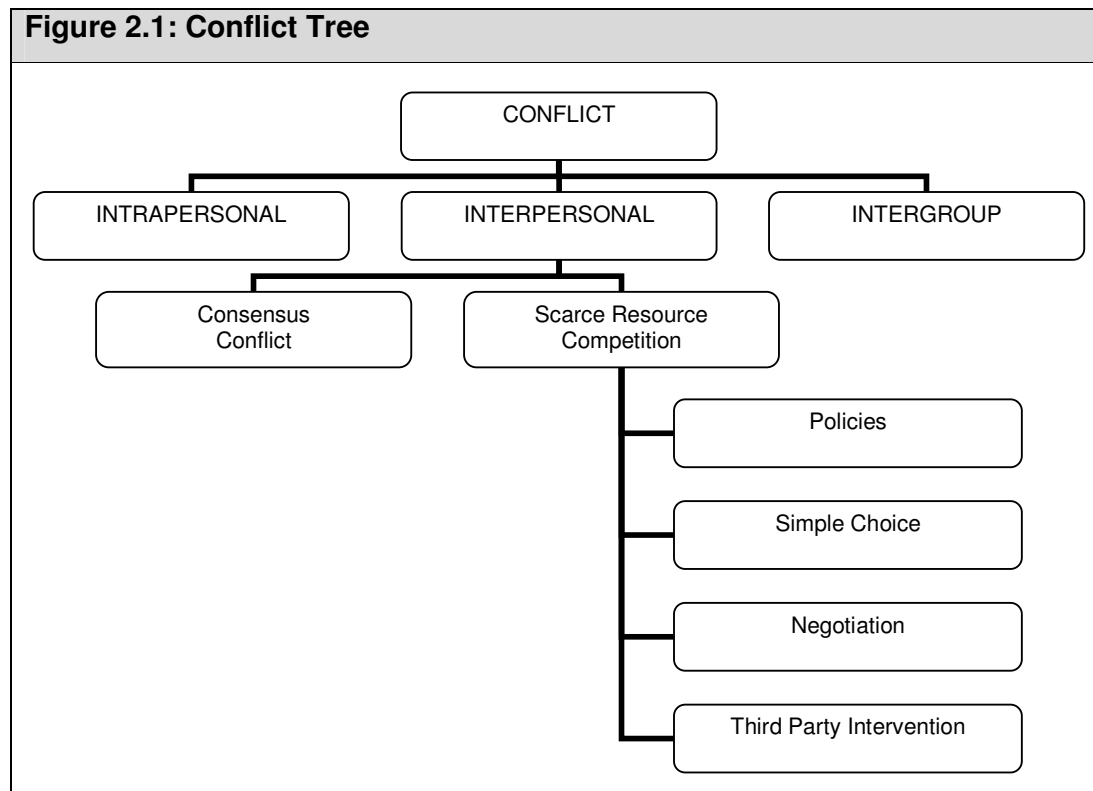 Figure 2.1: Conflict Tree
CONFLICT
INTRAPERSONAL
INTERPERSONAL
INTERGROUP
Consensus
Conflict
Scarce Resource
Competition
Policies
Simple Choice
Negotiation
Third Party Intervention